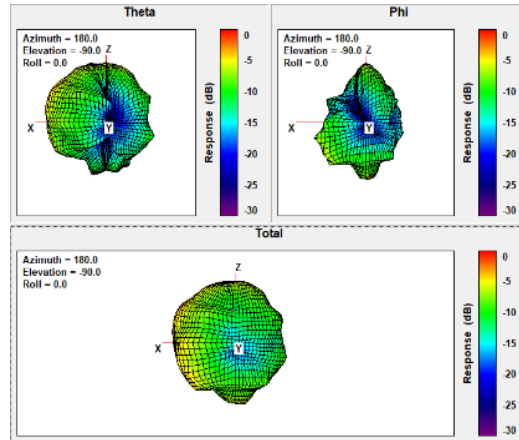 Theta
Azimuth = 180.0
Elevation = -90.0
Roll = 0.0
Z
X
Y
Response (dB)
0
-5
-10
-15
-20
-25
-30
Phi
Azimuth = 180.0
Elevation = -90.0
Roll = 0.0
Z
X
Y
Response (dB)
0
-5
-10
-15
-20
-25
-30
Total
Azimuth = 180.0
Elevation = -90.0
Roll = 0.0
Z
X
Y
Response (dB)
0
-5
-10
-15
-20
-25
-30